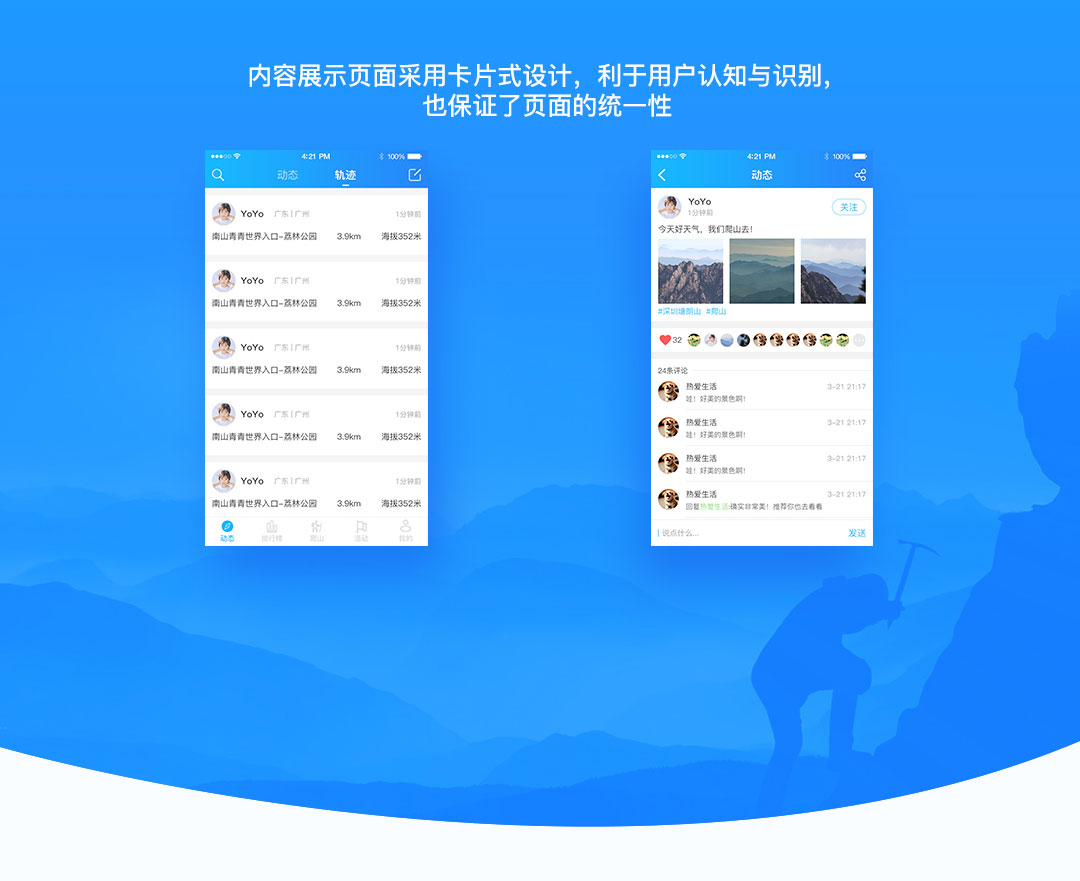 内容展示页面采用卡片式设计，利于用户认知与识别，
也保证了页面的统一性
4:21 PM 100%
动态 轨迹
YoYo 广东 | 广州 1分钟前
南山青青世界入口-荔林公园 3.9km 海拔352米
YoYo 广东 | 广州 1分钟前
南山青青世界入口-荔林公园 3.9km 海拔352米
YoYo 广东 | 广州 1分钟前
南山青青世界入口-荔林公园 3.9km 海拔352米
YoYo 广东 | 广州 1分钟前
南山青青世界入口-荔林公园 3.9km 海拔352米
YoYo 广东 | 广州 1分钟前
南山青青世界入口-荔林公园 3.9km 海拔352米
动态 排行榜 爬山 活动 我的
4:21 PM 100%
动态
YoYo
1分钟前
关注
今天好天气，我们爬山去！
#深圳塘朗山 #爬山
32
24条评论
热爱生活 3-21 21:17
哇！好美的景色啊！
热爱生活 3-21 21:17
哇！好美的景色啊！
热爱生活 3-21 21:17
哇！好美的景色啊！
热爱生活 3-21 21:17
回复热爱生活:确实非常美！推荐你也去看看
说点什么... 发送